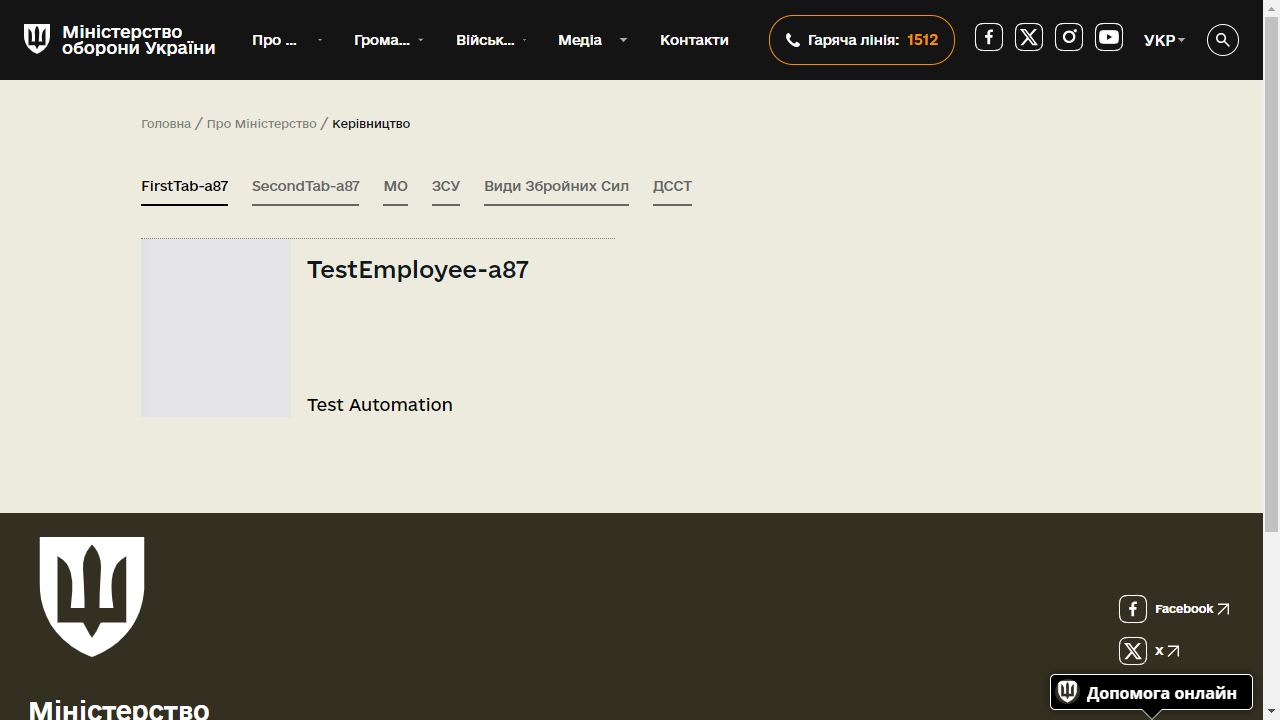 Міністерство
оборони України
Про ...
Грома...
Військ...
Медіа
Контакти
Гаряча лінія: 1512
УКР
Головна / Про Міністерство / Керівництво
FirstTab-a87
SecondTab-a87
МО
ЗСУ
Види Збройних Сил
ДССТ
TestEmployee-a87
Test Automation
Facebook
X
Допомога онлайн
Міністерство